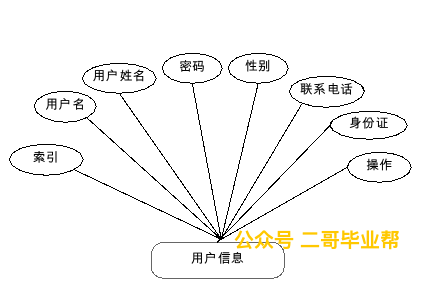 用户姓名
密码
性别
联系电话
用户名
身份证
索引
操作
公众号 二哥毕业帮
用户信息